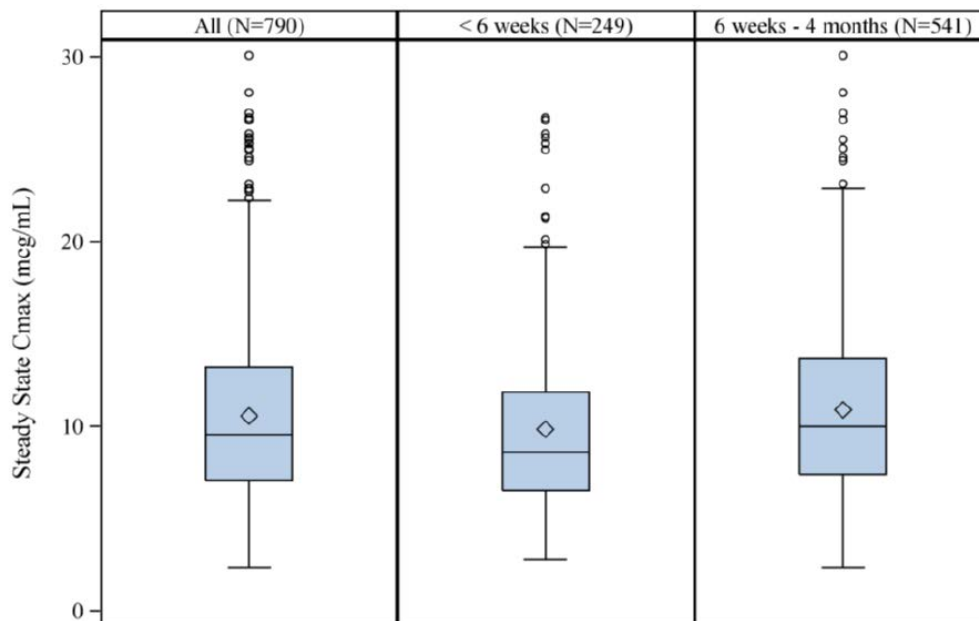 All (N=790)
< 6 weeks (N=249)
6 weeks - 4 months (N=541)
Steady State Cmax (mcg/mL)
30
20
10
0